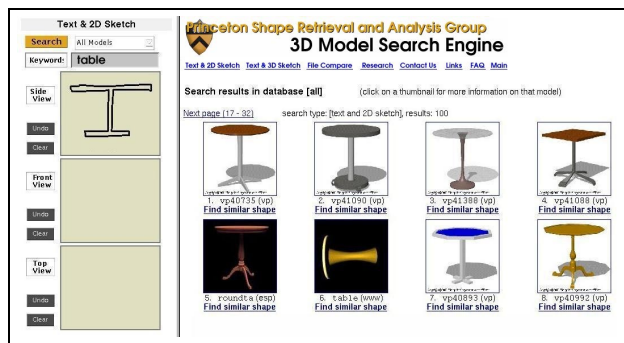 Text & 2D Sketch
Search
All Models
Keyword:
table
Side View
Undo
Clear
Front View
Undo
Clear
Top View
Undo
Clear
Princeton Shape Retrieval and Analysis Group
3D Model Search Engine
Text & 2D Sketch Text & 3D Sketch File Compare Research Contact Us Links FAQ Main
Search results in database [all] (click on a thumbnail for more information on that model)
Next page (17 - 32) search type: [text and 2D sketch], results: 100
1. vp40735 (vp) 2. vp41090 (vp) 3. vp41388 (vp) 4. vp41088 (vp)
Find similar shape Find similar shape Find similar shape Find similar shape
5. roundta (esp) 6. table (www) 7. vp40893 (vp) 8. vp40992 (vp)
Find similar shape Find similar shape Find similar shape Find similar shape